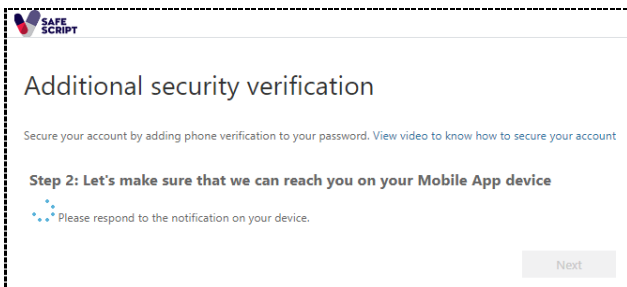 SAFE
SCRIPT
Additional security verification
Secure your account by adding phone verification to your password. View video to know how to secure your account
Step 2: Let's make sure that we can reach you on your Mobile App device
Please respond to the notification on your device.
Next